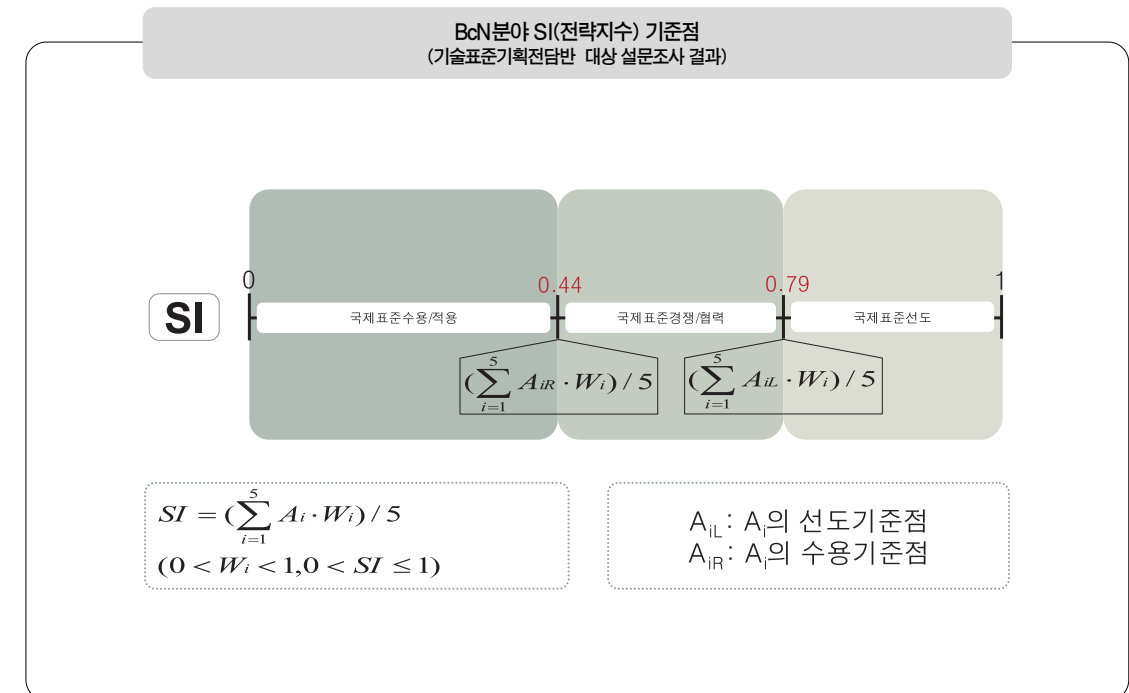 BcN분야 SI(전략지수) 기준점
(기술표준기획전담반 대상 설문조사 결과)
0 0.44 0.79 1
SI 국제표준수용/적용 국제표준경쟁/협력 국제표준선도
(∑_{i=1}^{5} A_{iR} · W_i) / 5 (∑_{i=1}^{5} A_{iL} · W_i) / 5
SI = (∑_{i=1}^{5} A_i · W_i) / 5
(0 < W_i < 1,0 < SI ≤ 1)
A_{iL} : A_i의 선도기준점
A_{iR} : A_i의 수용기준점